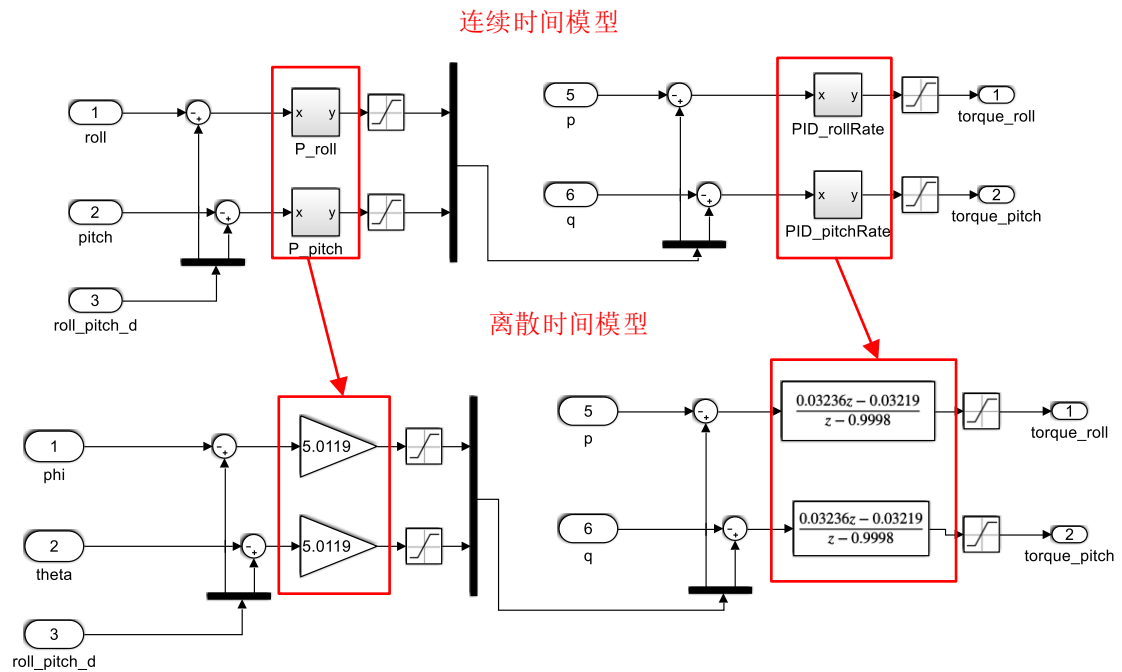 连续时间模型
1
roll
-
+
x y
P_roll
5
p
-
+
x y
PID_rollRate
1
torque_roll
2
pitch
-
+
x y
P_pitch
6
q
-
+
x y
PID_pitchRate
2
torque_pitch
3
roll_pitch_d
离散时间模型
1
phi
-
+
5.0119
5
p
-
+
0.03236z − 0.03219
z − 0.9998
1
torque_roll
2
theta
-
+
5.0119
6
q
-
+
0.03236z − 0.03219
z − 0.9998
2
torque_pitch
3
roll_pitch_d